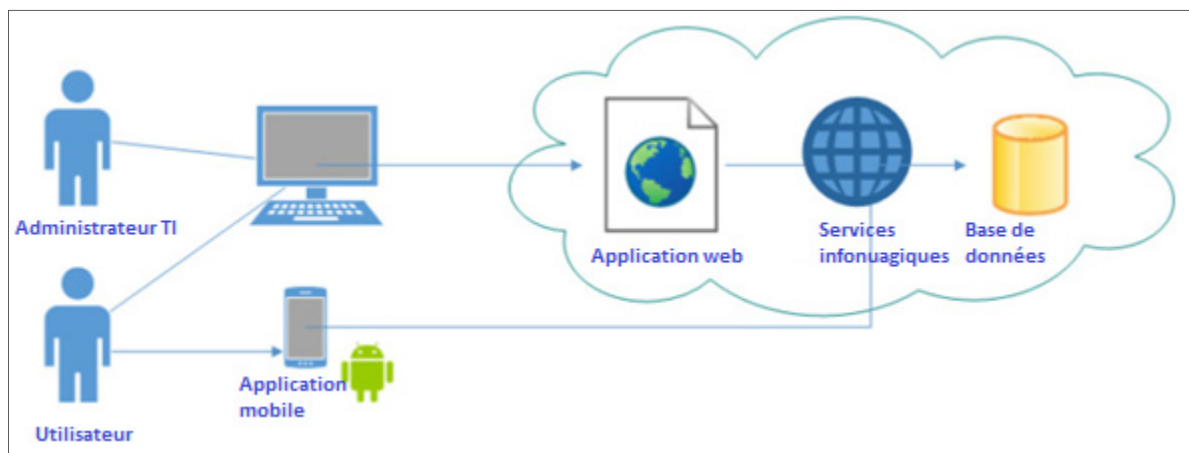 Administrateur TI
Application web
Services
infonuagiques
Base de
données
Application
mobile
Utilisateur